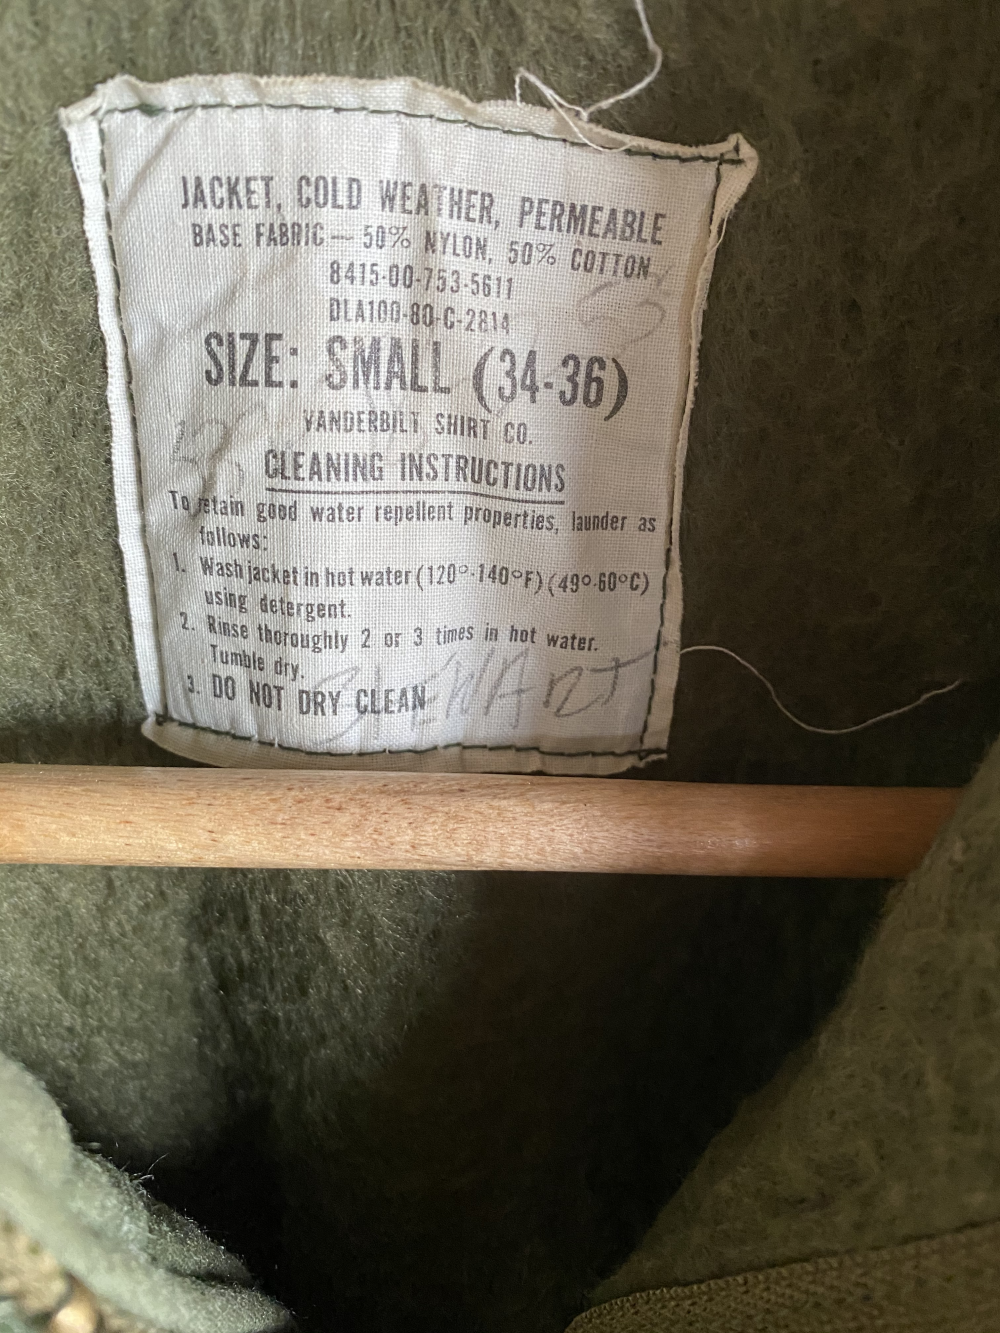 JACKET, COLD WEATHER, PERMEABLE
BASE FABRIC — 50% NYLON, 50% COTTON
8415-00-753-5611
DLA100-80-C-2814
SIZE: SMALL (34-36)
VANDERBILT SHIRT CO.
CLEANING INSTRUCTIONS
To retain good water repellent properties, launder as
follows:
1. Wash jacket in hot water (120°-140°F) (49°-60°C)
using detergent.
2. Rinse thoroughly 2 or 3 times in hot water.
Tumble dry.
3. DO NOT DRY CLEAN